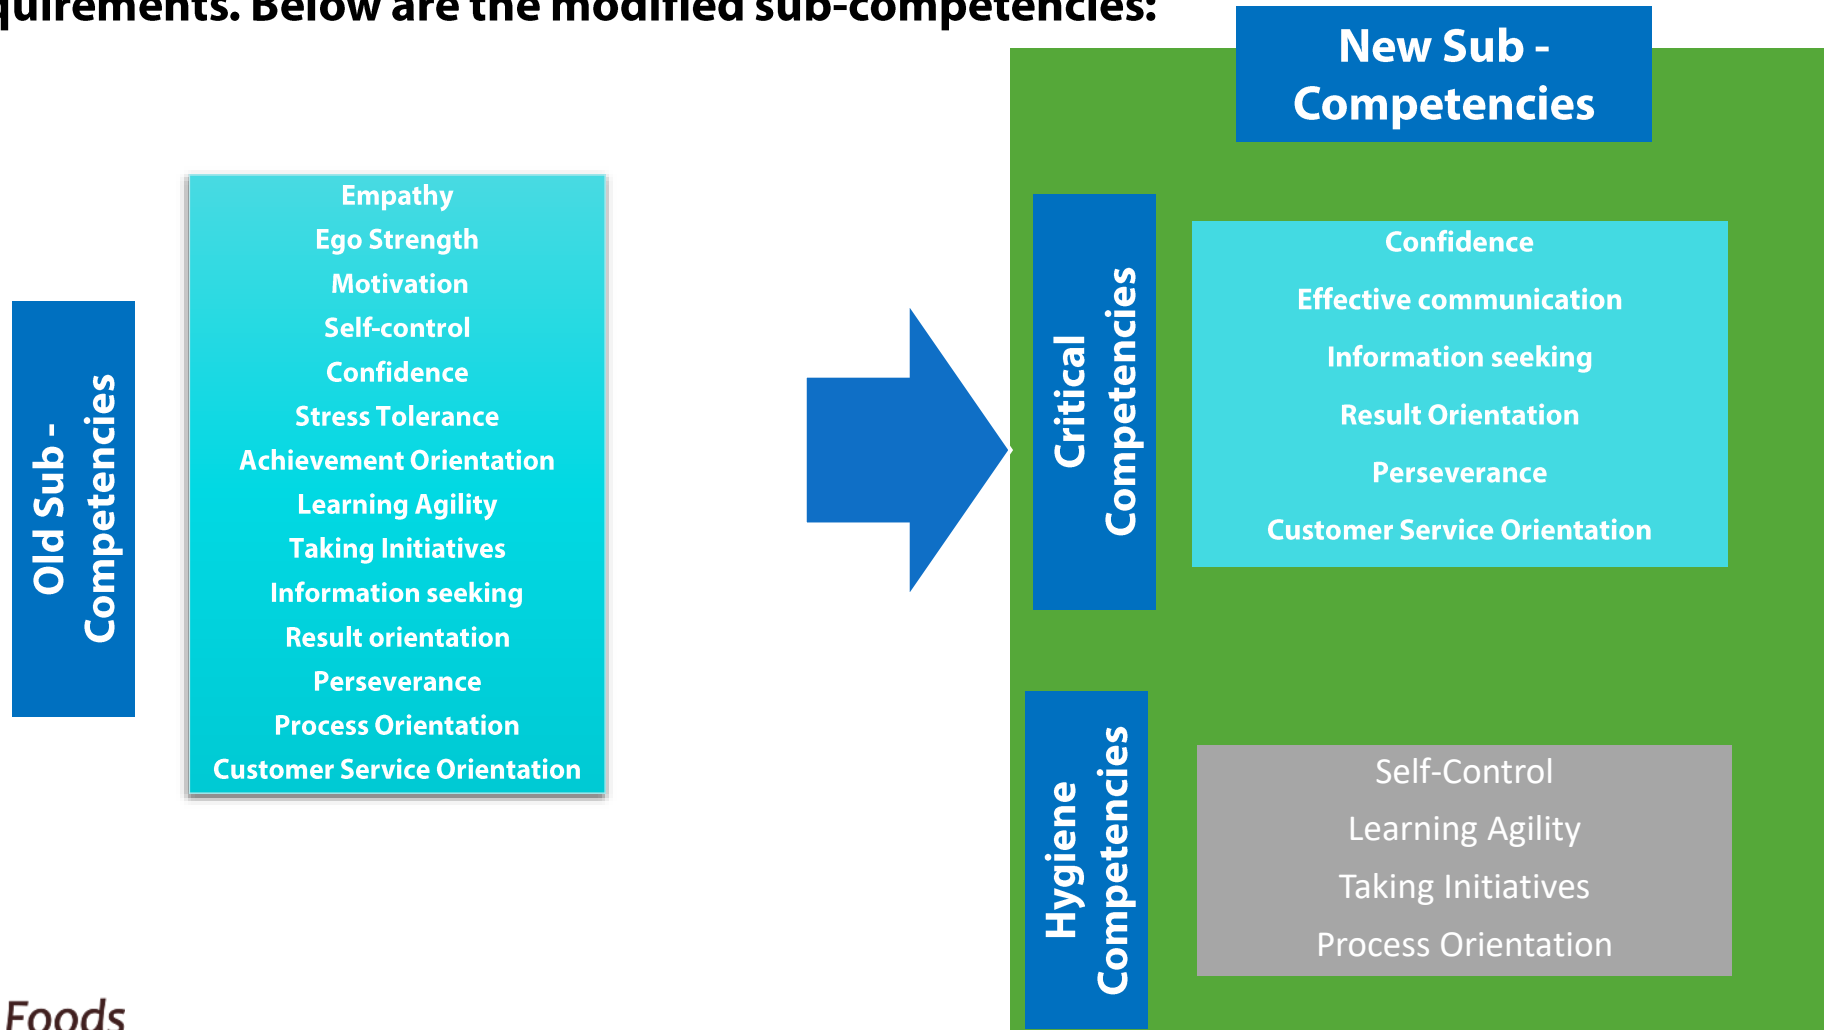 quirements. Below are the modified sub-competencies:
New Sub -
Competencies
Old Sub -
Competencies
Empathy
Ego Strength
Motivation
Self-control
Confidence
Stress Tolerance
Achievement Orientation
Learning Agility
Taking Initiatives
Information seeking
Result orientation
Perseverance
Process Orientation
Customer Service Orientation
Critical
Competencies
Confidence
Effective communication
Information seeking
Result Orientation
Perseverance
Customer Service Orientation
Hygiene
Competencies
Self-Control
Learning Agility
Taking Initiatives
Process Orientation
Foods